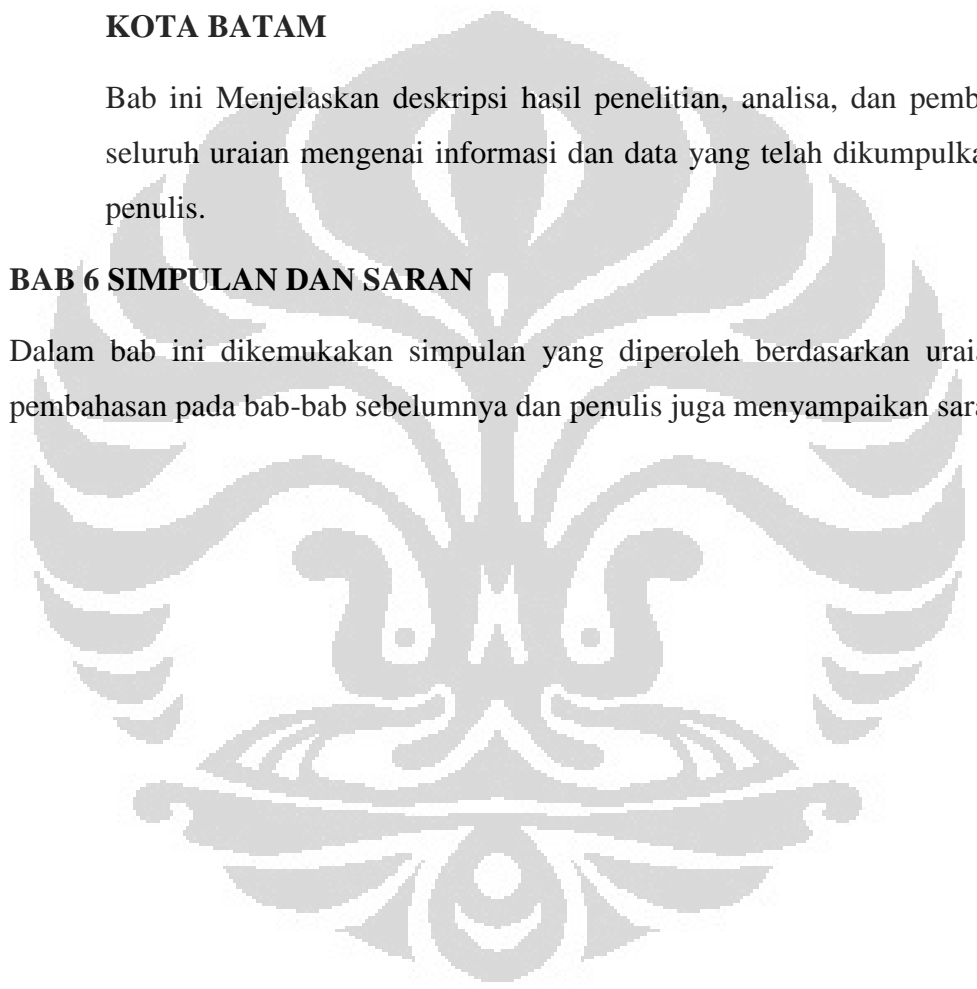 KOTA BATAM
Bab ini Menjelaskan deskripsi hasil penelitian, analisa, dan pemb
seluruh uraian mengenai informasi dan data yang telah dikumpulka
penulis.
BAB 6 SIMPULAN DAN SARAN
Dalam bab ini dikemukakan simpulan yang diperoleh berdasarkan uraia
pembahasan pada bab-bab sebelumnya dan penulis juga menyampaikan sara